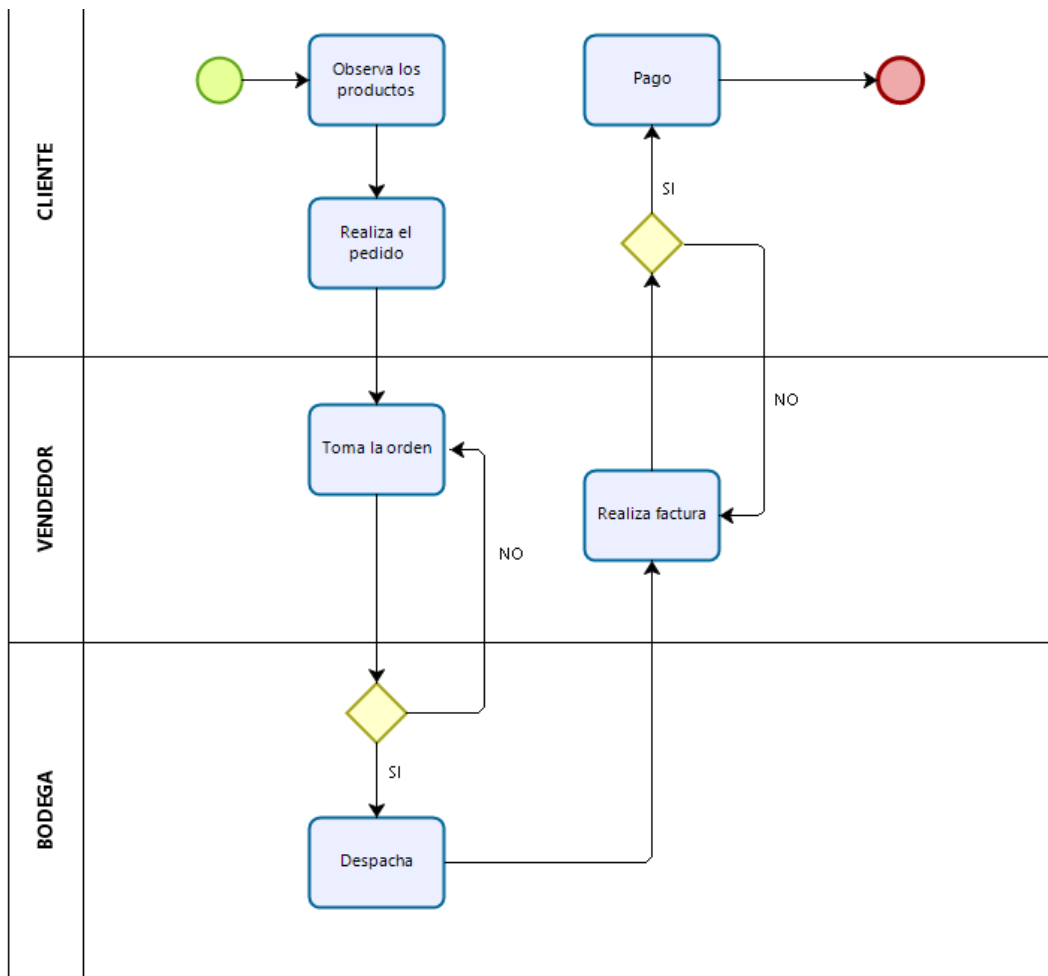 CLIENTE
Observa los
productos
Realiza el
pedido
Pago
SI
NO
VENDEDOR
Toma la orden
NO
Realiza factura
BODEGA
SI
Despacha